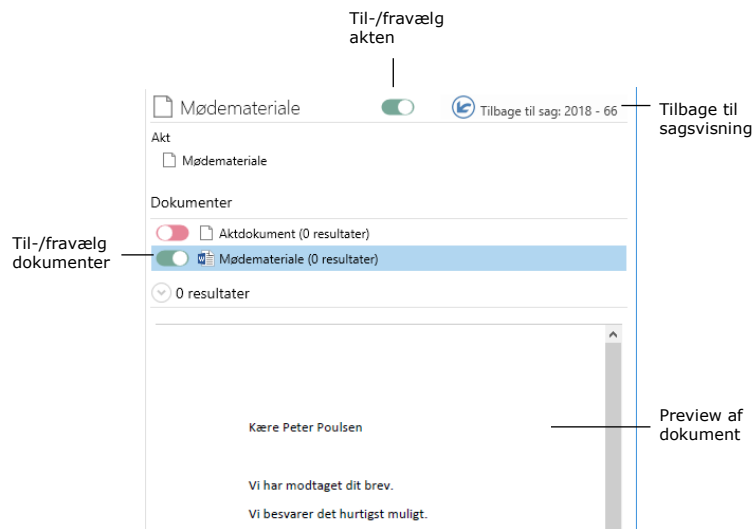 Til-/fravælg
akten
Mødemateriale
Tilbage til sag: 2018 - 66
Tilbage til
sagsvisning
Akt
Mødemateriale
Dokumenter
Til-/fravælg
dokumenter
Aktdokument (0 resultater)
Mødemateriale (0 resultater)
0 resultater
Kære Peter Poulsen
Preview af
dokument
Vi har modtaget dit brev.
Vi besvarer det hurtigst muligt.